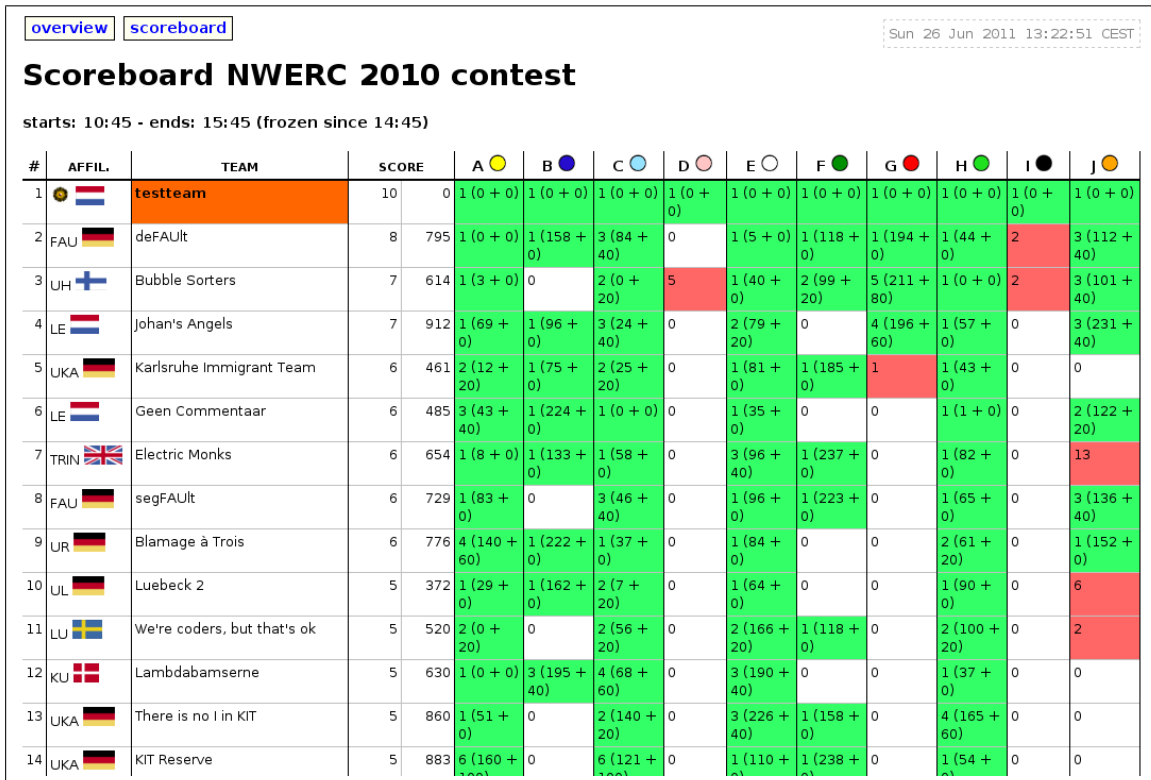 overview scoreboard
Sun 26 Jun 2011 13:22:51 CEST
Scoreboard NWERC 2010 contest
starts: 10:45 - ends: 15:45 (frozen since 14:45)
# AFFIL. TEAM SCORE A B C D E F G H I J
1 testteam 10 0 1 (0 + 0) 1 (0 + 0) 1 (0 + 0) 1 (0 + 0) 1 (0 + 0) 1 (0 + 0) 1 (0 + 0) 1 (0 + 0) 1 (0 + 0) 1 (0 + 0)
2 FAU deFAUlt 8 795 1 (0 + 0) 1 (158 + 0) 3 (84 + 40) 0 1 (5 + 0) 1 (118 + 0) 1 (194 + 0) 1 (44 + 0) 2 3 (112 + 40)
3 UH Bubble Sorters 7 614 1 (3 + 0) 0 2 (0 + 20) 5 1 (40 + 0) 2 (99 + 20) 5 (211 + 80) 1 (0 + 0) 2 3 (101 + 40)
4 LE Johan's Angels 7 912 1 (69 + 0) 1 (96 + 0) 3 (24 + 40) 0 2 (79 + 20) 0 4 (196 + 60) 1 (57 + 0) 0 3 (231 + 40)
5 UKA Karlsruhe Immigrant Team 6 461 2 (12 + 20) 1 (75 + 0) 2 (25 + 20) 0 1 (81 + 0) 1 (185 + 0) 1 1 (43 + 0) 0 0
6 LE Geen Commentaar 6 485 3 (43 + 40) 1 (224 + 0) 1 (0 + 0) 0 1 (35 + 0) 0 0 1 (1 + 0) 0 2 (122 + 20)
7 TRIN Electric Monks 6 654 1 (8 + 0) 1 (133 + 0) 1 (58 + 0) 0 3 (96 + 40) 1 (237 + 0) 0 1 (82 + 0) 0 13
8 FAU segFAUlt 6 729 1 (83 + 0) 0 3 (46 + 40) 0 1 (96 + 0) 1 (223 + 0) 0 1 (65 + 0) 0 3 (136 + 40)
9 UR Blamage à Trois 6 776 4 (140 + 60) 1 (222 + 0) 1 (37 + 0) 0 1 (84 + 0) 0 0 2 (61 + 20) 0 1 (152 + 0)
10 UL Luebeck 2 5 372 1 (29 + 0) 1 (162 + 0) 2 (7 + 20) 0 1 (64 + 0) 0 0 1 (90 + 0) 0 6
11 LU We're coders, but that's ok 5 520 2 (0 + 20) 0 2 (56 + 20) 0 2 (166 + 20) 1 (118 + 0) 0 2 (100 + 20) 0 2
12 KU Lambdabamserne 5 630 1 (0 + 0) 3 (195 + 40) 4 (68 + 60) 0 3 (190 + 40) 0 0 1 (37 + 0) 0 0
13 UKA There is no I in KIT 5 860 1 (51 + 0) 0 2 (140 + 20) 0 3 (226 + 40) 1 (158 + 0) 0 4 (165 + 60) 0 0
14 UKA KIT Reserve 5 883 6 (160 + 0 6 (121 + 0 1 (110 + 1 (238 + 0 1 (54 + 0 0